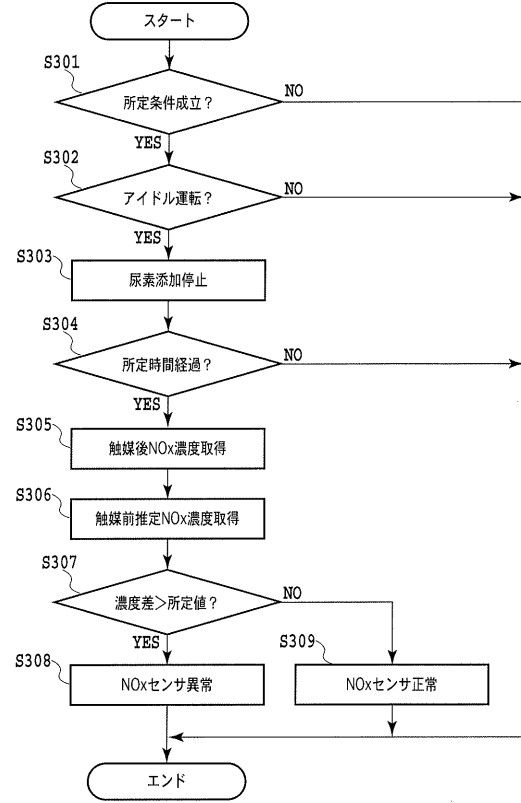 スタート
S301
所定条件成立？
NO
YES
S302
アイドル運転？
NO
YES
S303
尿素添加停止
S304
所定時間経過？
NO
YES
S305
触媒後NOx濃度取得
S306
触媒前推定NOx濃度取得
S307
濃度差＞所定値？
NO
YES
S308
NOxセンサ異常
S309
NOxセンサ正常
エンド